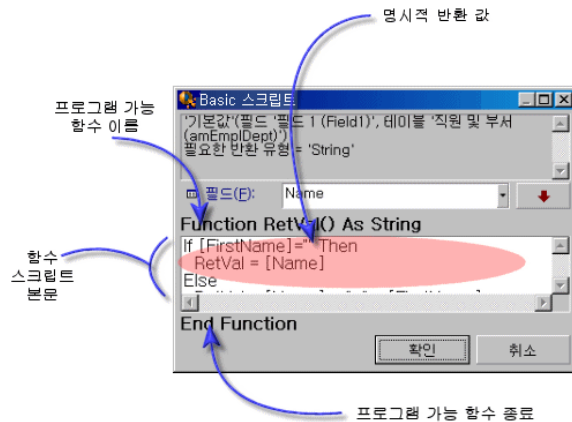 명시적 반환 값
Basic 스크립트
프로그램 가능
함수 이름
'기본값'(필드 '필드 1 (Field1)', 테이블 '직원 및 부서
(amEmplDept)')
필요한 반환 유형 = 'String'
필드(F):
Name
Function RetVal() As String
함수
스크립트
본문
If [FirstName]="" Then
RetVal = [Name]
Else
End Function
확인
취소
프로그램 가능 함수 종료